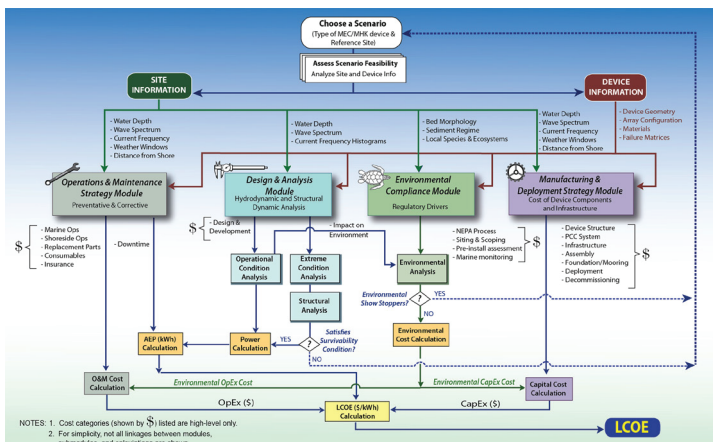 Choose a Scenario
(Type of MEC/MHK device &
Reference Site)
Assess Scenario Feasibility
Analyze Site and Device Info
SITE
INFORMATION
DEVICE
INFORMATION
- Water Depth
- Wave Spectrum
- Current Frequency
- Weather Windows
- Distance from Shore
- Water Depth
- Wave Spectrum
- Current Frequency Histograms
- Bed Morphology
- Sediment Regime
- Local Species & Ecosystems
- Water Depth
- Wave Spectrum
- Current Frequency
- Weather Windows
- Distance from Shore
- Device Geometry
- Array Configuration
- Materials
- Failure Matrices
Operations & Maintenance
Strategy Module
Preventative & Corrective
Design & Analysis
Module
Hydrodynamic and Structural
Dynamic Analysis
Environmental
Compliance Module
Regulatory Drivers
Manufacturing &
Deployment Strategy Module
Cost of Device Components
and Infrastructure
$
- Marine Ops
- Shoreside Ops
- Replacement Parts
- Consumables
- Insurance
- Downtime
$
- Design &
Development
- Impact on
Environment
- NEPA Process
- Siting & Scoping
- Pre-install assessment
- Marine monitoring
$
- Device Structure
- PCC System
- Infrastructure
- Assembly
- Foundation/Mooring
- Deployment
- Decommissioning
$
Operational
Condition
Analysis
Extreme
Condition
Analysis
Environmental
Analysis
Structural
Analysis
Environmental
Show Stoppers?
?
YES
NO
AEP (kWh)
Calculation
Power
Calculation
YES
?
Satisfies
Survivability
Condition?
NO
Environmental
Cost Calculation
O&M Cost
Calculation
Environmental OpEx Cost
Environmental CapEx Cost
Capital Cost
Calculation
OpEx ($)
LCOE ($/kWh)
Calculation
CapEx ($)
LCOE
NOTES: 1. Cost categories (shown by $) listed are high-level only.
2. For simplicity, not all linkages between modules,